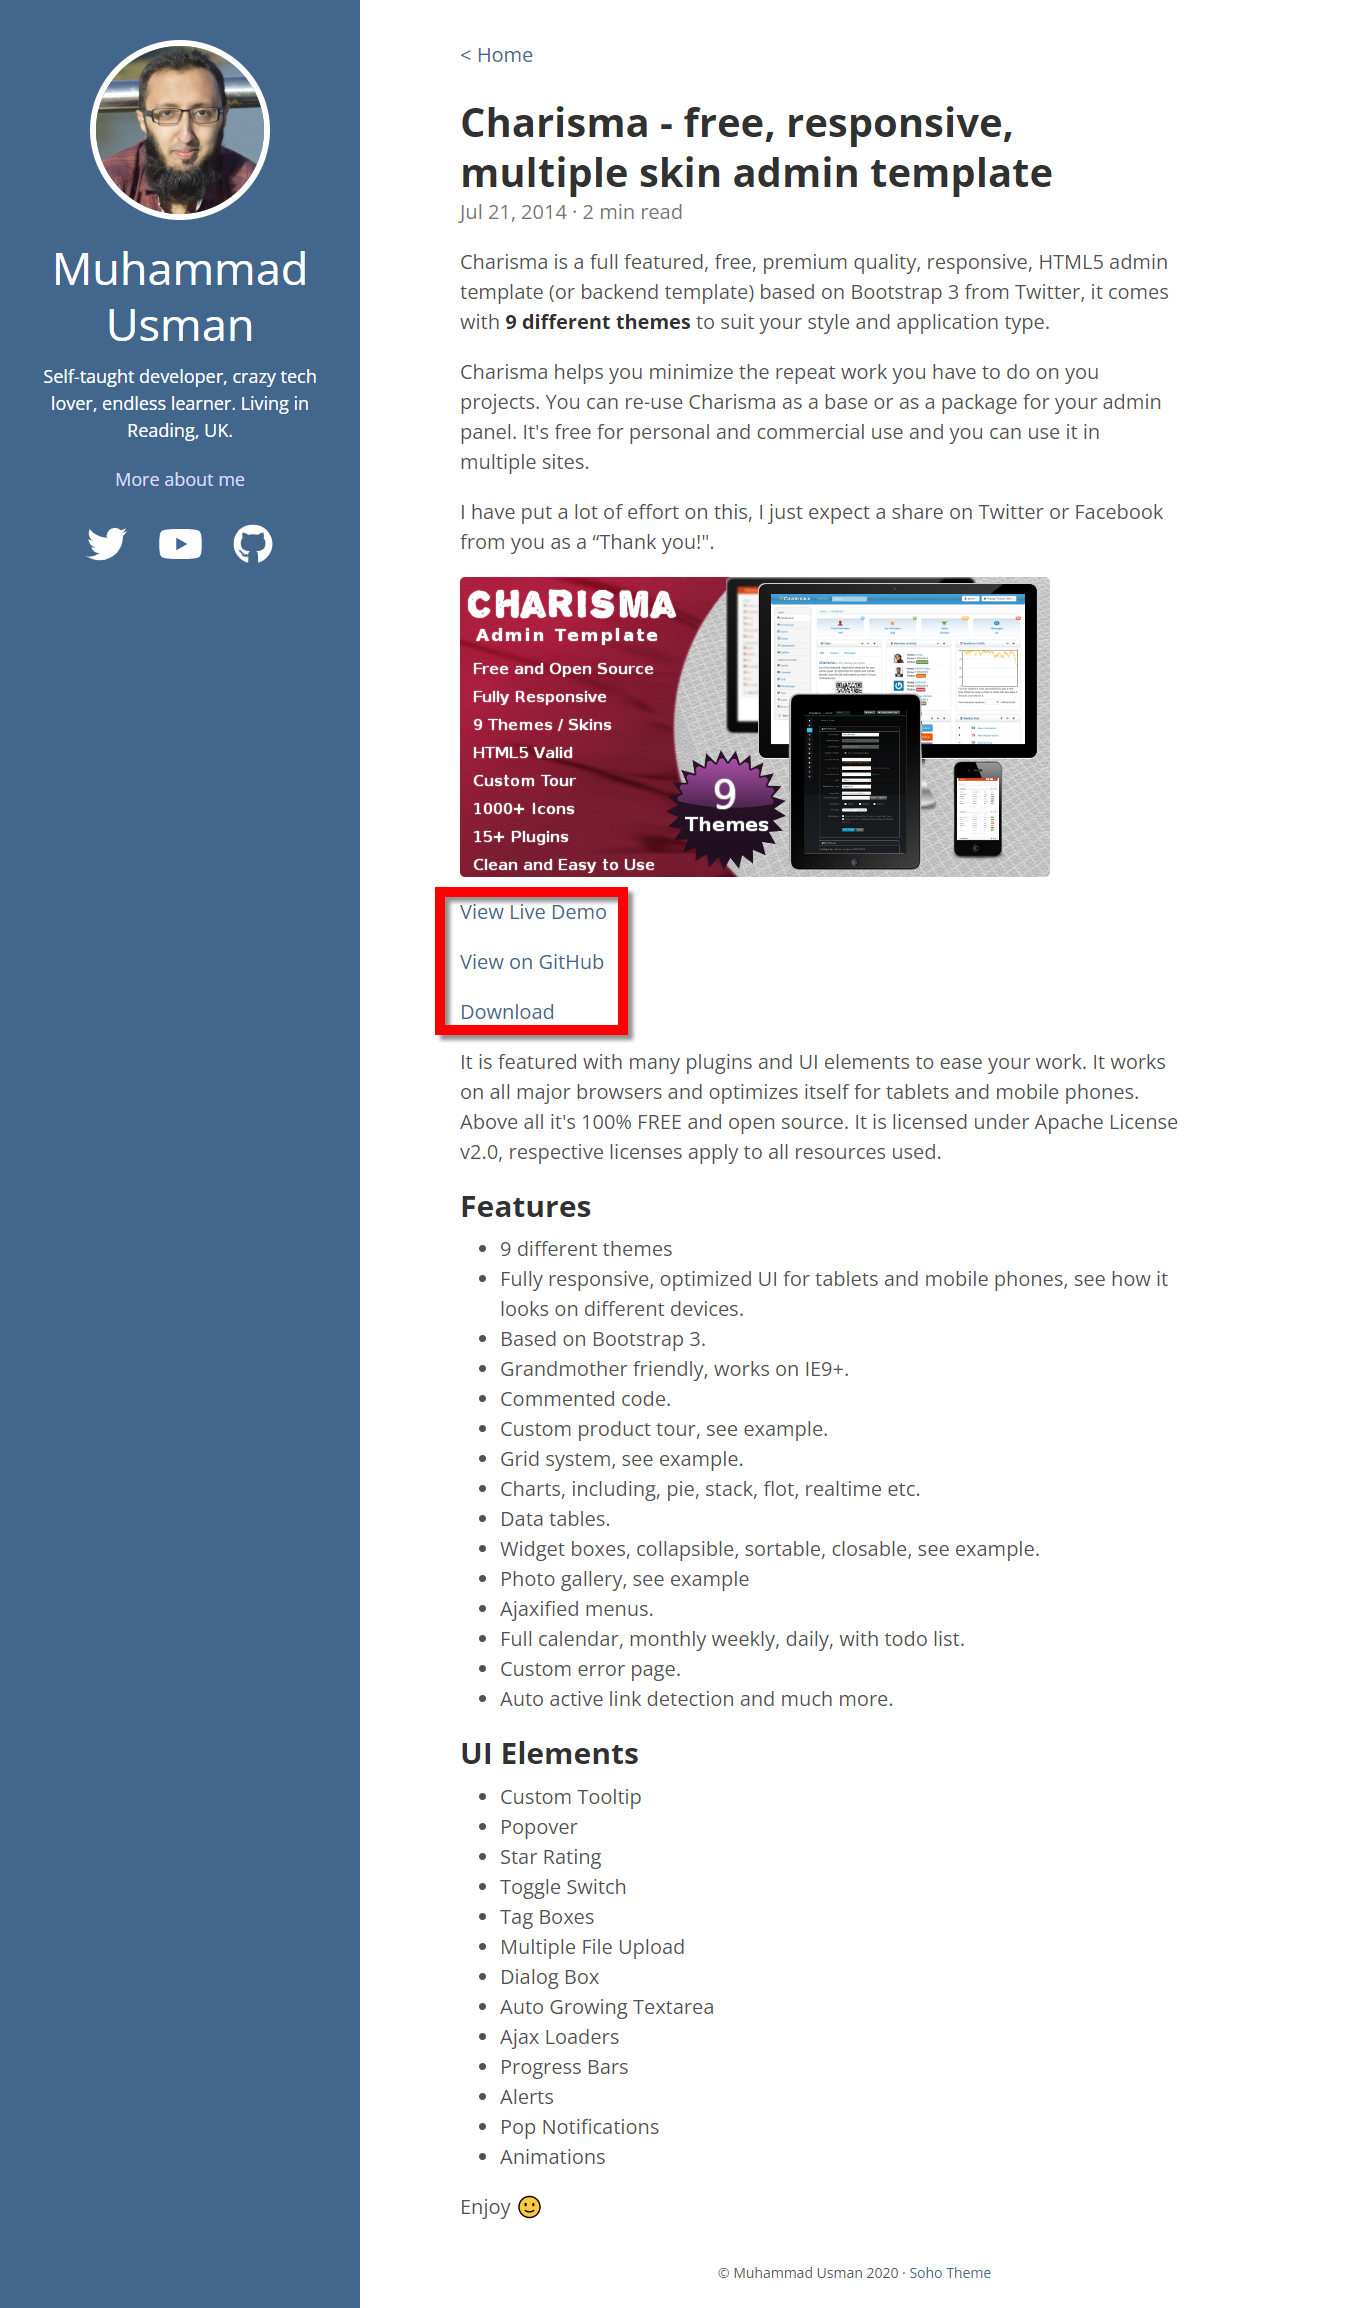 Muhammad
Usman
Self-taught developer, crazy tech
lover, endless learner. Living in
Reading, UK.
More about me
< Home
Charisma - free, responsive,
multiple skin admin template
Jul 21, 2014 · 2 min read
Charisma is a full featured, free, premium quality, responsive, HTML5 admin
template (or backend template) based on Bootstrap 3 from Twitter, it comes
with 9 different themes to suit your style and application type.
Charisma helps you minimize the repeat work you have to do on you
projects. You can re-use Charisma as a base or as a package for your admin
panel. It's free for personal and commercial use and you can use it in
multiple sites.
I have put a lot of effort on this, I just expect a share on Twitter or Facebook
from you as a “Thank you!".
CHARISMA
Admin Template
Free and Open Source
Fully Responsive
9 Themes / Skins
HTML5 Valid
Custom Tour
1000+ Icons
15+ Plugins
Clean and Easy to Use
9
Themes
View Live Demo
View on GitHub
Download
It is featured with many plugins and UI elements to ease your work. It works
on all major browsers and optimizes itself for tablets and mobile phones.
Above all it's 100% FREE and open source. It is licensed under Apache License
v2.0, respective licenses apply to all resources used.
Features
9 different themes
Fully responsive, optimized UI for tablets and mobile phones, see how it
looks on different devices.
Based on Bootstrap 3.
Grandmother friendly, works on IE9+.
Commented code.
Custom product tour, see example.
Grid system, see example.
Charts, including, pie, stack, flot, realtime etc.
Data tables.
Widget boxes, collapsible, sortable, closable, see example.
Photo gallery, see example
Ajaxified menus.
Full calendar, monthly weekly, daily, with todo list.
Custom error page.
Auto active link detection and much more.
UI Elements
Custom Tooltip
Popover
Star Rating
Toggle Switch
Tag Boxes
Multiple File Upload
Dialog Box
Auto Growing Textarea
Ajax Loaders
Progress Bars
Alerts
Pop Notifications
Animations
Enjoy 🙂
© Muhammad Usman 2020 · Soho Theme